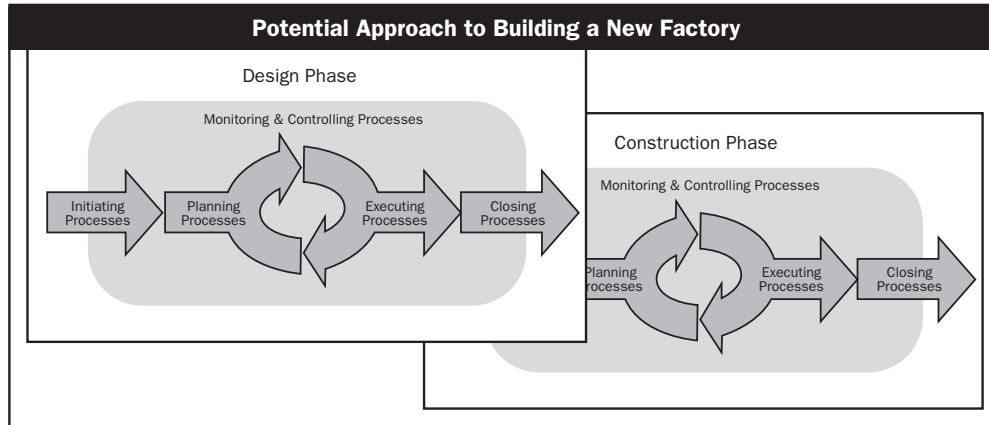 Potential Approach to Building a New Factory
Design Phase
Monitoring & Controlling Processes
Initiating
Processes
Planning
Processes
Executing
Processes
Closing
Processes
Construction Phase
Monitoring & Controlling Processes
Planning
rocesses
Executing
Processes
Closing
Processes